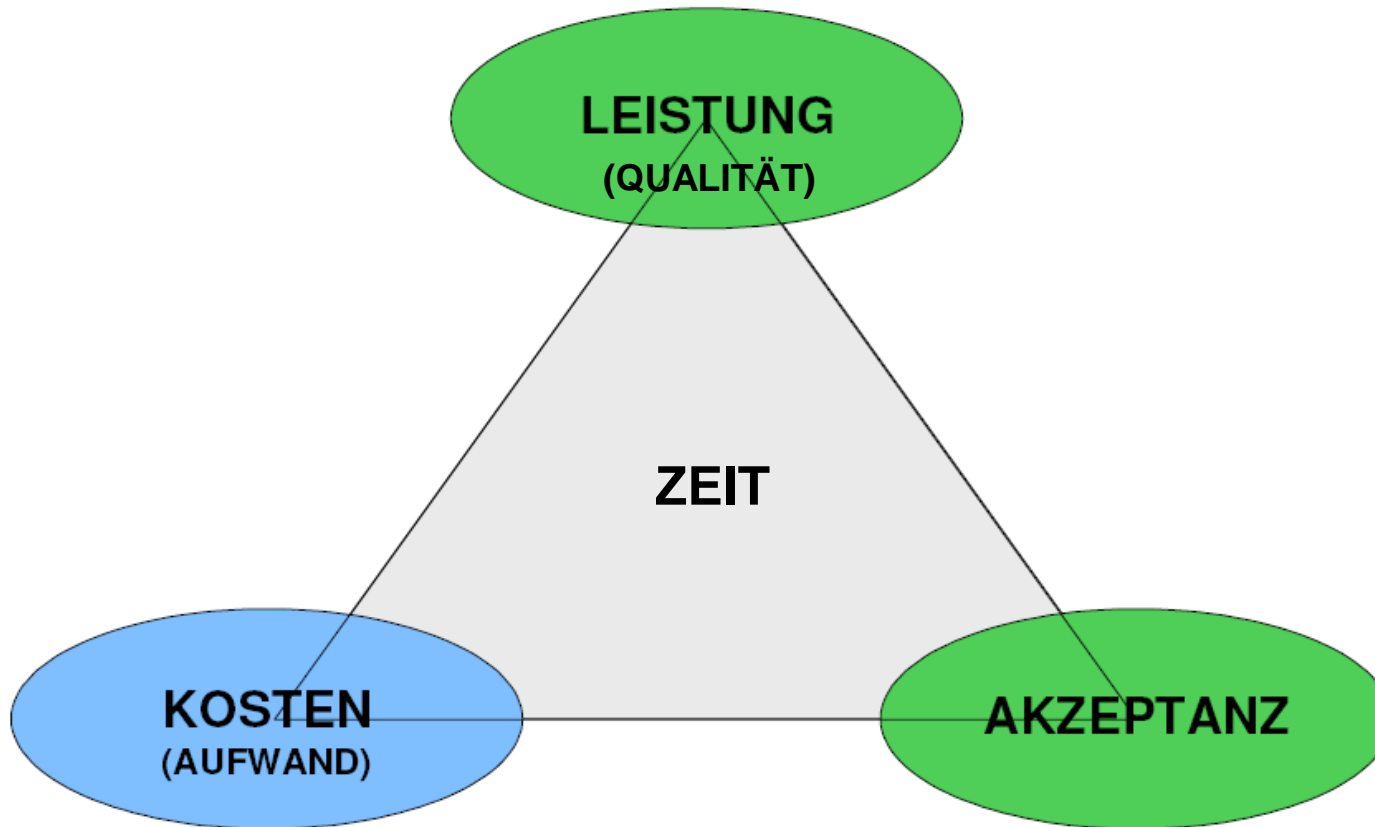 LEISTUNG
(QUALITÄT)
ZEIT
KOSTEN
(AUFWAND)
AKZEPTANZ